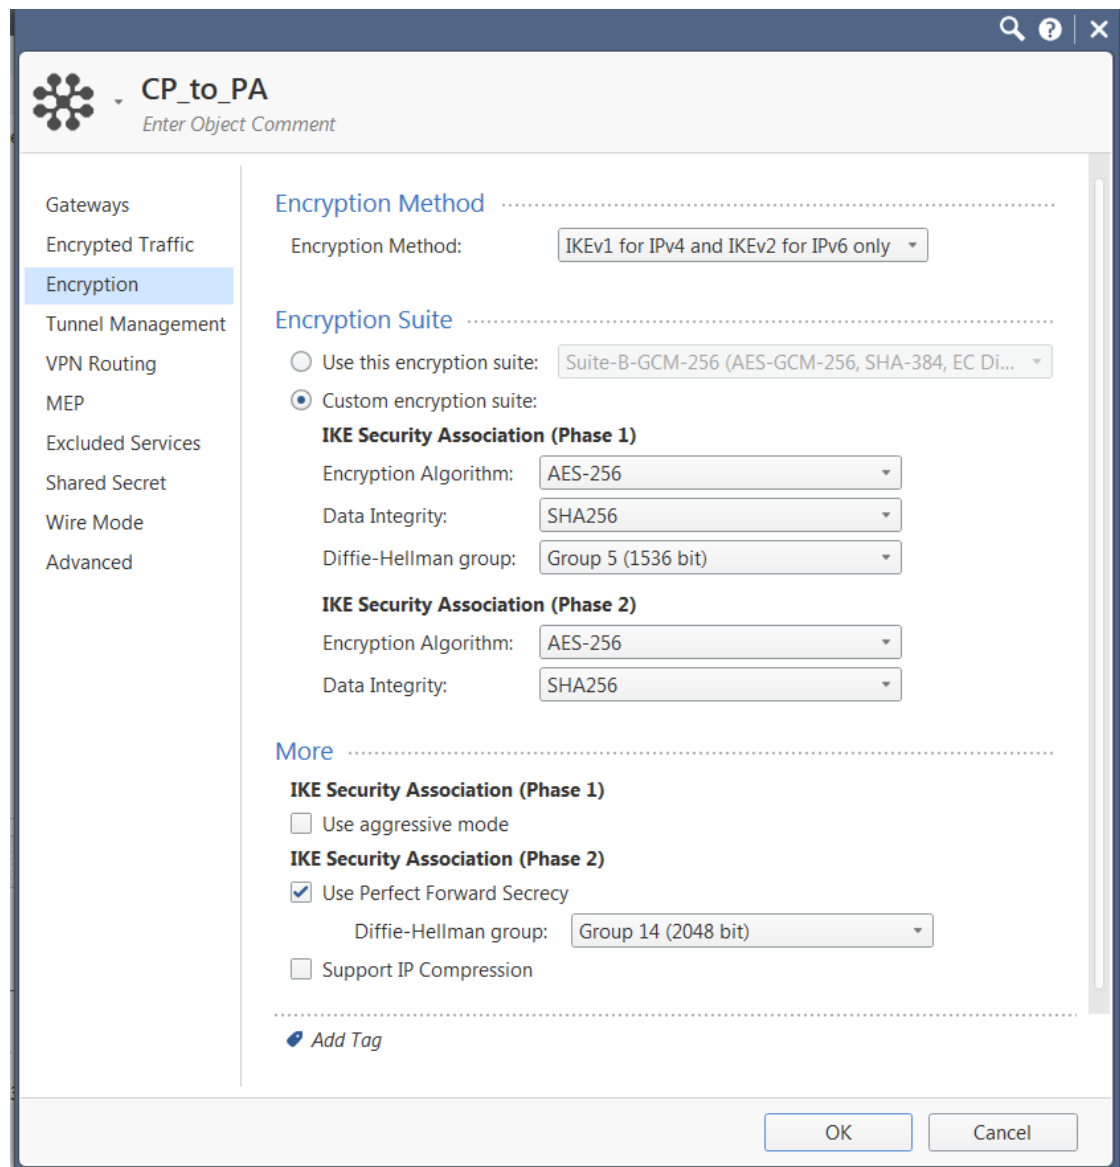 CP_to_PA
Enter Object Comment
Gateways
Encrypted Traffic
Encryption
Tunnel Management
VPN Routing
MEP
Excluded Services
Shared Secret
Wire Mode
Advanced
Encryption Method
Encryption Method: IKEv1 for IPv4 and IKEv2 for IPv6 only
Encryption Suite
Use this encryption suite: Suite-B-GCM-256 (AES-GCM-256, SHA-384, EC Di...
Custom encryption suite:
IKE Security Association (Phase 1)
Encryption Algorithm: AES-256
Data Integrity: SHA256
Diffie-Hellman group: Group 5 (1536 bit)
IKE Security Association (Phase 2)
Encryption Algorithm: AES-256
Data Integrity: SHA256
More
IKE Security Association (Phase 1)
Use aggressive mode
IKE Security Association (Phase 2)
Use Perfect Forward Secrecy
Diffie-Hellman group: Group 14 (2048 bit)
Support IP Compression
Add Tag
OK Cancel